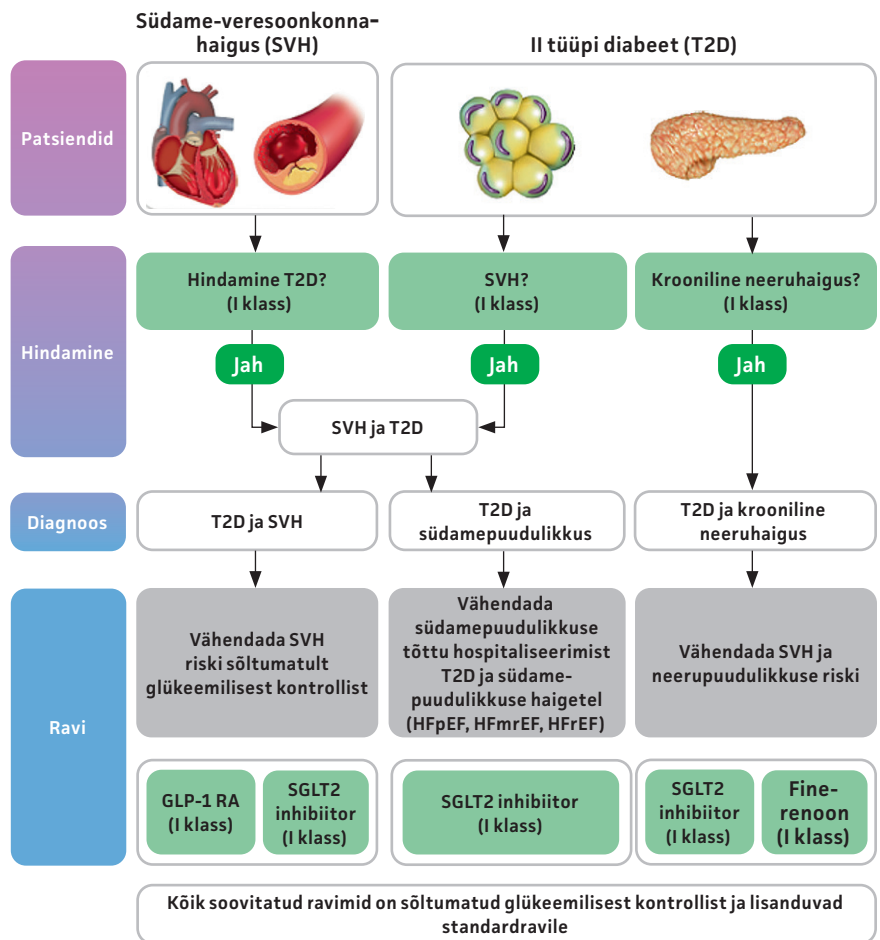 Südame-veresoonkonna-
haigus (SVH)
II tüüpi diabeet (T2D)
Patsiendid
Hindamine
Hindamine T2D?
(I klass)
SVH?
(I klass)
Krooniline neeruhaigus?
(I klass)
Jah
Jah
Jah
SVH ja T2D
Diagnoos
T2D ja SVH
T2D ja
südamepuudulikkus
T2D ja krooniline
neeruhaigus
Ravi
Vähendada SVH
riski sõltumatult
glükeemilisest kontrollist
Vähendada
südamepuudulikkuse
tõttu hospitaliseerimist
T2D ja südame-
puudulikkuse haigetel
(HFpEF, HFmrEF, HFrEF)
Vähendada SVH ja
neerupuudulikkuse riski
GLP-1 RA
(I klass)
SGLT2
inhibiitor
(I klass)
SGLT2 inhibiitor
(I klass)
SGLT2
inhibiitor
(I klass)
Fine-
renoon
(I klass)
Kõik soovitatud ravimid on sõltumatud glükeemilisest kontrollist ja lisanduvad
standardravile